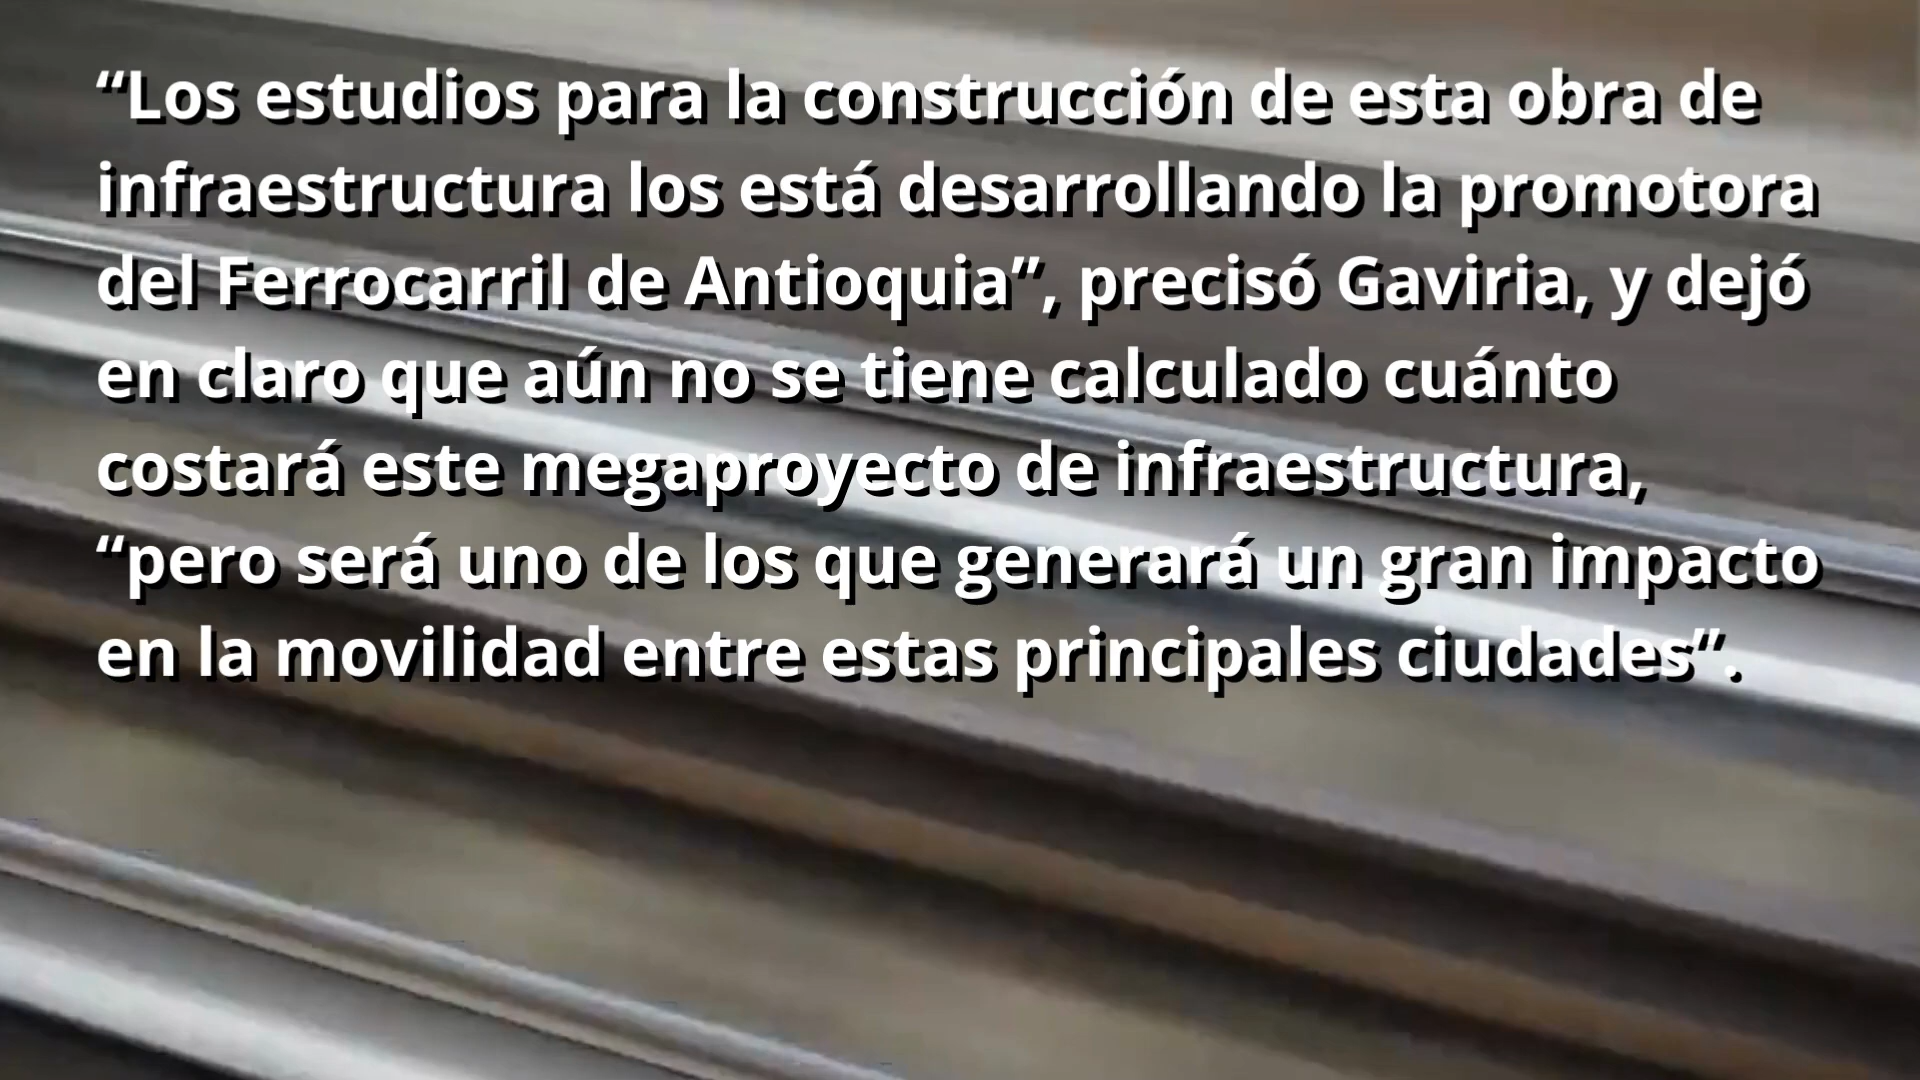 “Los estudios para la construcción de esta obra de
infraestructura los está desarrollando la promotora
del Ferrocarril de Antioquia”, precisó Gaviria, y dejó
en claro que aún no se tiene calculado cuánto
costará este megaproyecto de infraestructura,
“pero será uno de los que generará un gran impacto
en la movilidad entre estas principales ciudades”.